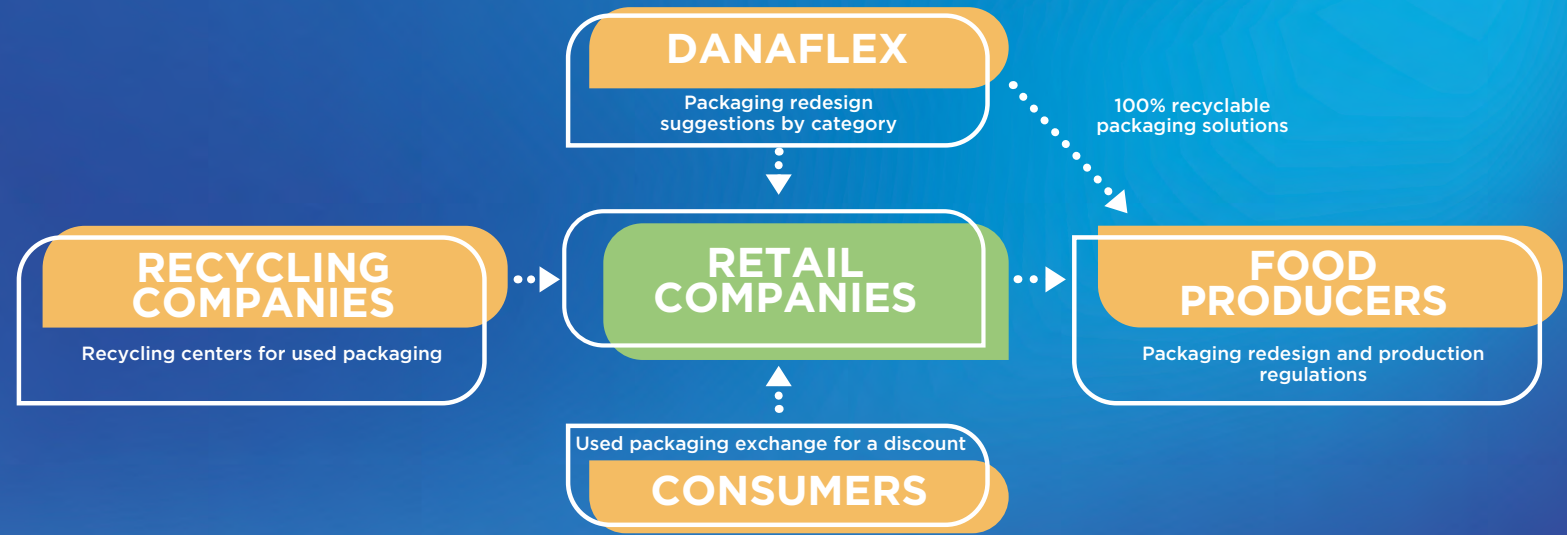 DANAFLEX
Packaging redesign
suggestions by category
100% recyclable
packaging solutions
RECYCLING
COMPANIES
Recycling centers for used packaging
RETAIL
COMPANIES
FOOD
PRODUCERS
Packaging redesign and production
regulations
Used packaging exchange for a discount
CONSUMERS